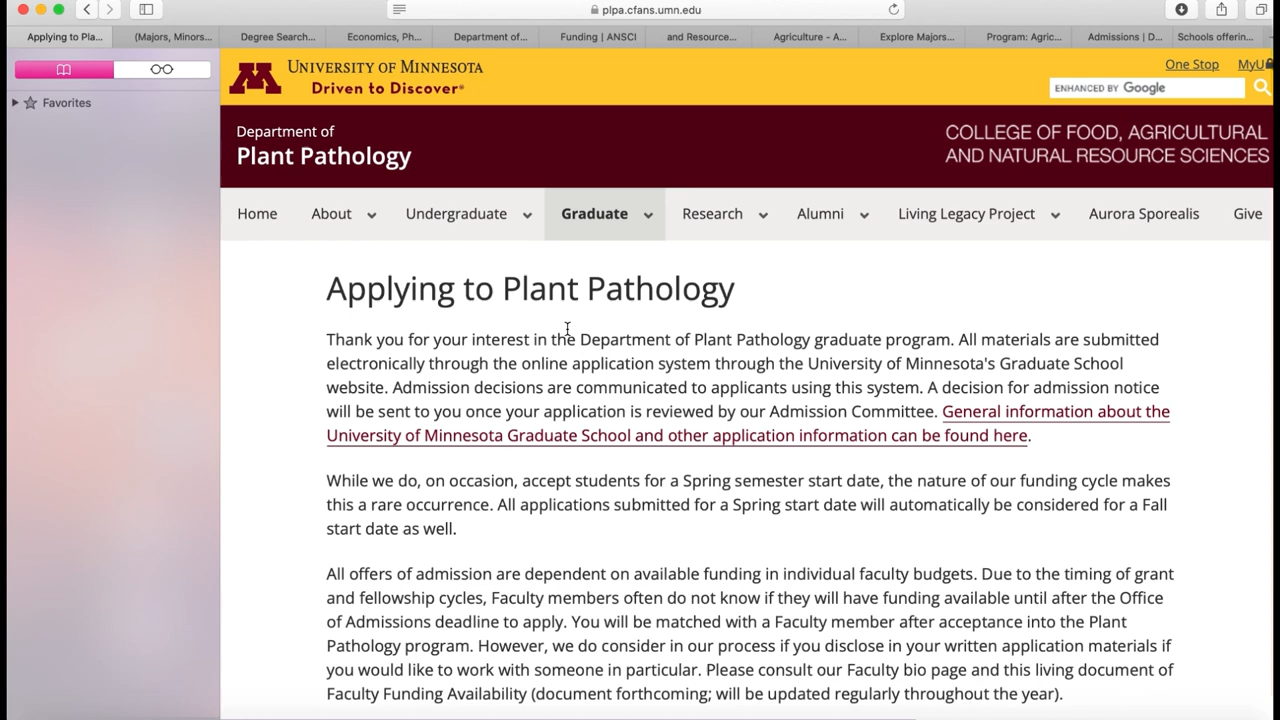 plpa.cfans.umn.edu
Applying to Pla...
(Majors, Minors...
Degree Search...
Economics, Ph...
Department of...
Funding | ANSCI
and Resource...
Agriculture - A...
Explore Majors...
Program: Agric...
Admissions | D...
Schools offerin...
Favorites
UNIVERSITY OF MINNESOTA
Driven to Discover®
One Stop
MyU
ENHANCED BY Google
Department of
Plant Pathology
COLLEGE OF FOOD, AGRICULTURAL
AND NATURAL RESOURCE SCIENCES
Home About Undergraduate Graduate Research Alumni Living Legacy Project Aurora Sporealis Give
Applying to Plant Pathology
Thank you for your interest in the Department of Plant Pathology graduate program. All materials are submitted
electronically through the online application system through the University of Minnesota's Graduate School
website. Admission decisions are communicated to applicants using this system. A decision for admission notice
will be sent to you once your application is reviewed by our Admission Committee. General information about the
University of Minnesota Graduate School and other application information can be found here.
While we do, on occasion, accept students for a Spring semester start date, the nature of our funding cycle makes
this a rare occurrence. All applications submitted for a Spring start date will automatically be considered for a Fall
start date as well.
All offers of admission are dependent on available funding in individual faculty budgets. Due to the timing of grant
and fellowship cycles, Faculty members often do not know if they will have funding available until after the Office
of Admissions deadline to apply. You will be matched with a Faculty member after acceptance into the Plant
Pathology program. However, we do consider in our process if you disclose in your written application materials if
you would like to work with someone in particular. Please consult our Faculty bio page and this living document of
Faculty Funding Availability (document forthcoming; will be updated regularly throughout the year).